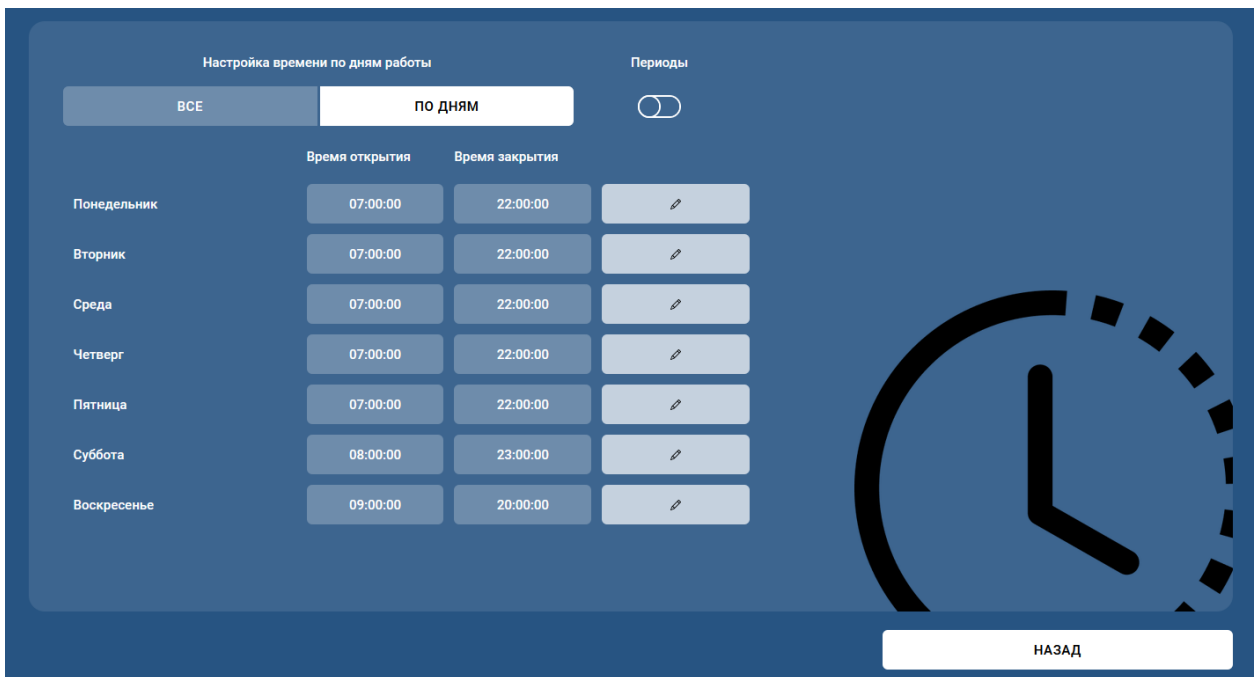 Настройка времени по дням работы Периоды
ВСЕ ПО ДНЯМ
Время открытия Время закрытия
Понедельник 07:00:00 22:00:00
Вторник 07:00:00 22:00:00
Среда 07:00:00 22:00:00
Четверг 07:00:00 22:00:00
Пятница 07:00:00 22:00:00
Суббота 08:00:00 23:00:00
Воскресенье 09:00:00 20:00:00
НАЗАД